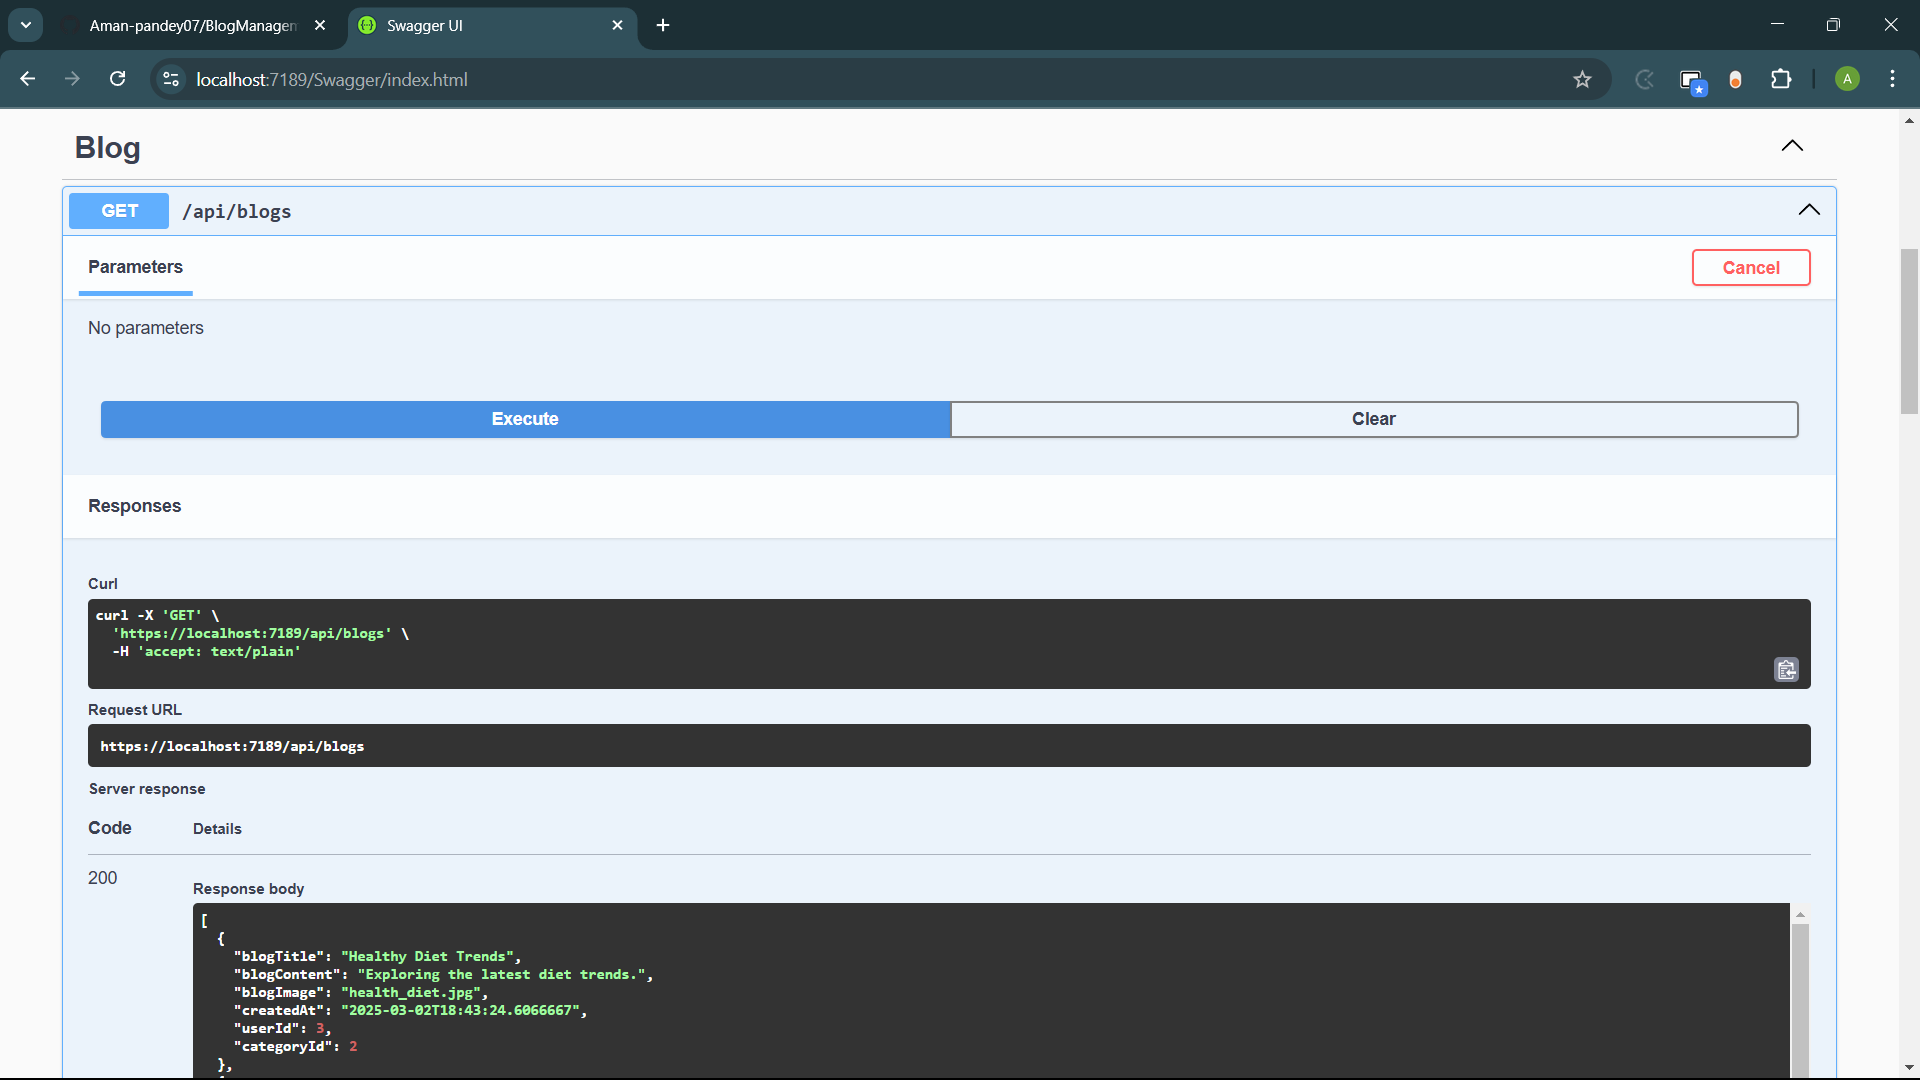 Aman-pandey07/BlogManagem
Swagger UI
localhost:7189/Swagger/index.html
A
Blog
GET /api/blogs
Parameters
Cancel
No parameters
Execute
Clear
Responses
Curl
curl -X 'GET' \
'https://localhost:7189/api/blogs' \
-H 'accept: text/plain'
Request URL
https://localhost:7189/api/blogs
Server response
Code Details
200
Response body
[
{
"blogTitle": "Healthy Diet Trends",
"blogContent": "Exploring the latest diet trends.",
"blogImage": "health_diet.jpg",
"createdAt": "2025-03-02T18:43:24.6066667",
"userId": 3,
"categoryId": 2
},